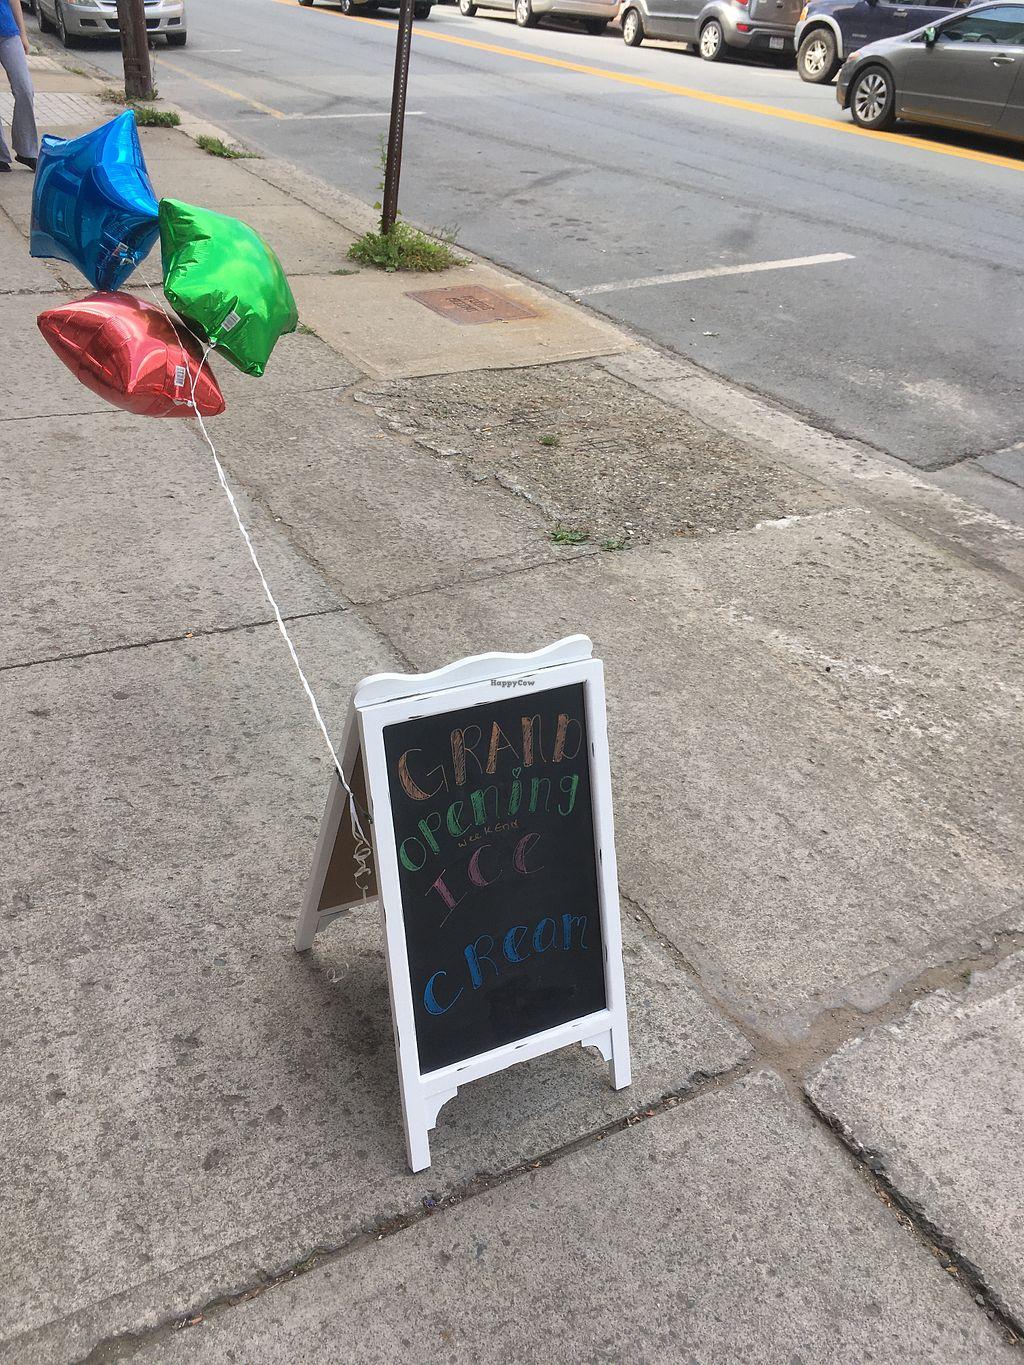 HappyCow
GRAND
opening
weekend
ICE
CReam